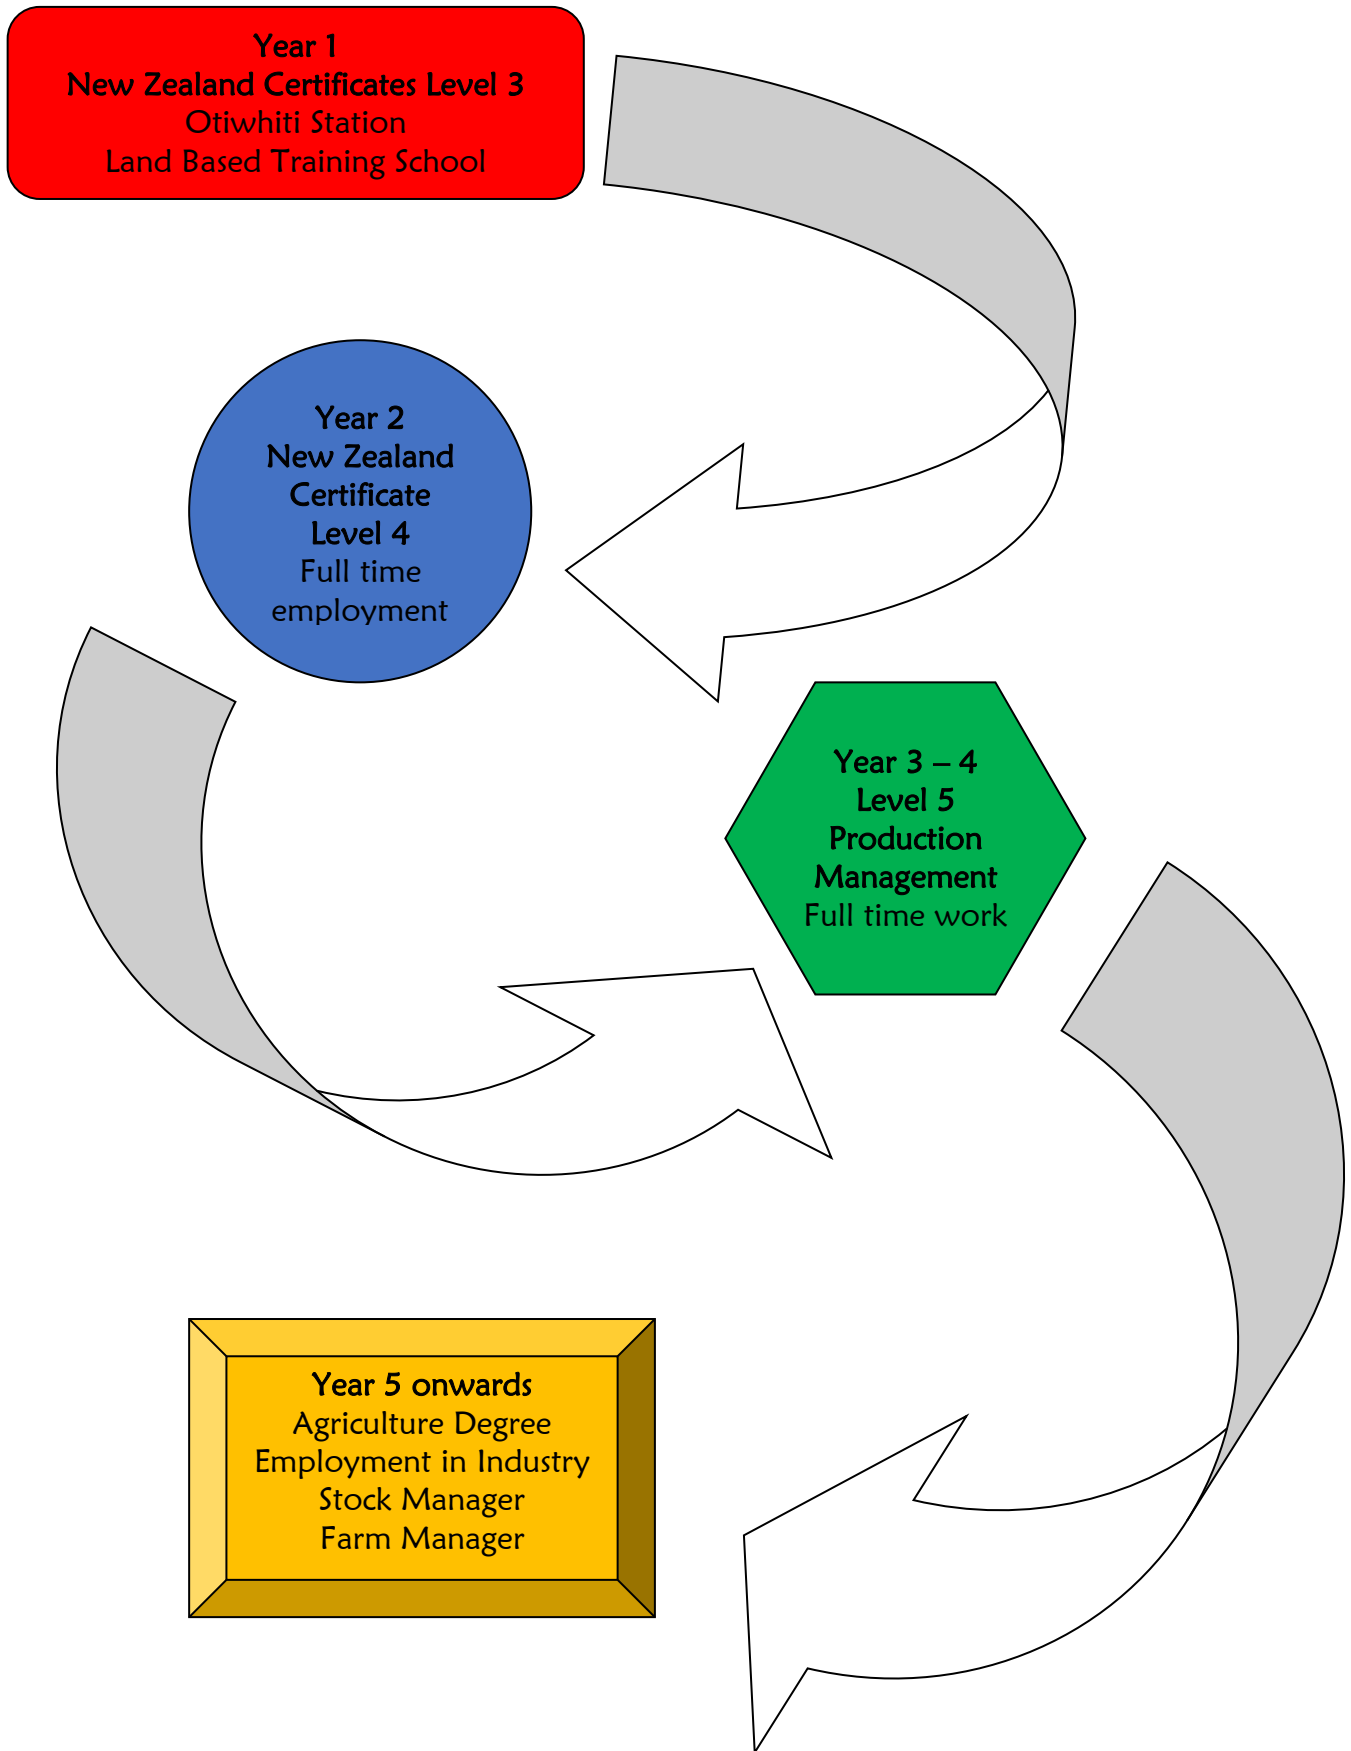 Year 1
New Zealand Certificates Level 3
Otiwhiti Station
Land Based Training School
Year 2
New Zealand
Certificate
Level 4
Full time
employment
Year 3 – 4
Level 5
Production
Management
Full time work
Year 5 onwards
Agriculture Degree
Employment in Industry
Stock Manager
Farm Manager